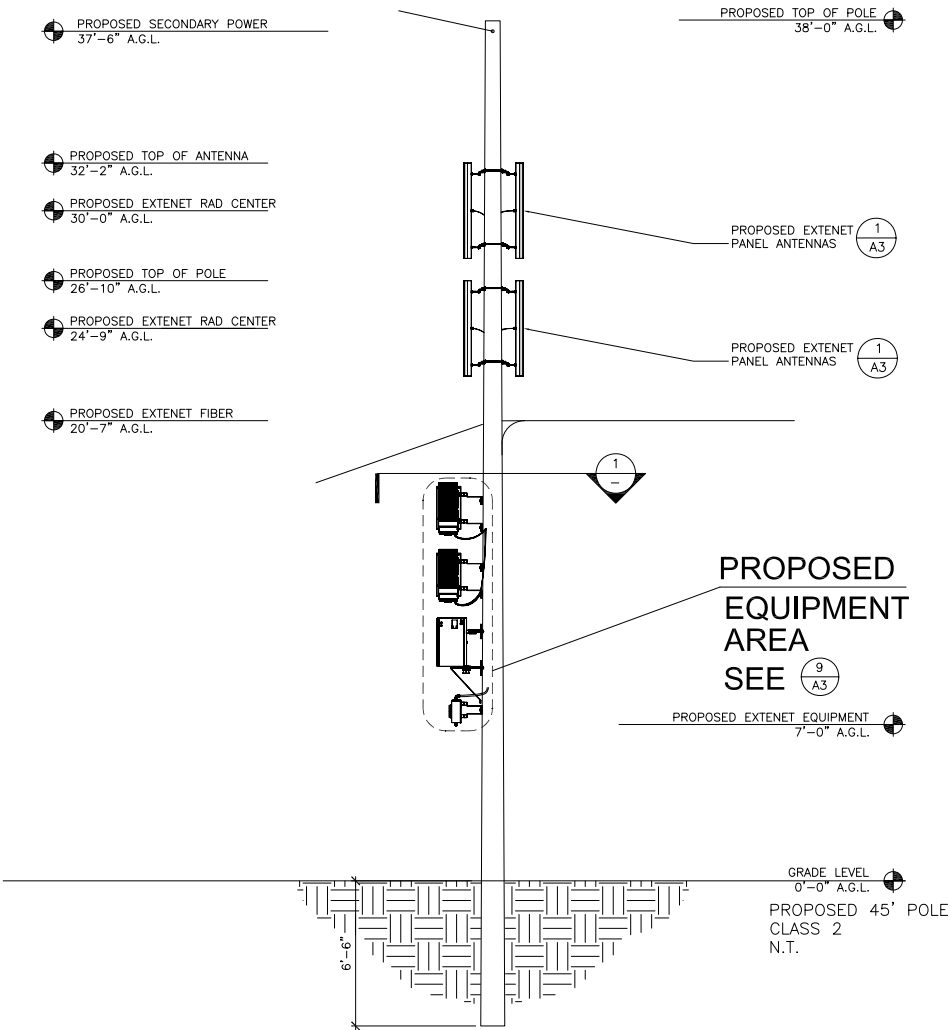 PROPOSED SECONDARY POWER
37'-6" A.G.L.
PROPOSED TOP OF POLE
38'-0" A.G.L.
PROPOSED TOP OF ANTENNA
32'-2" A.G.L.
PROPOSED EXTENET RAD CENTER
30'-0" A.G.L.
PROPOSED EXTENET
PANEL ANTENNAS
1
A3
PROPOSED TOP OF POLE
26'-10" A.G.L.
PROPOSED EXTENET RAD CENTER
24'-9" A.G.L.
PROPOSED EXTENET
PANEL ANTENNAS
1
A3
PROPOSED EXTENET FIBER
20'-7" A.G.L.
1
-
PROPOSED
EQUIPMENT
AREA
SEE
9
A3
PROPOSED EXTENET EQUIPMENT
7'-0" A.G.L.
GRADE LEVEL
0'-0" A.G.L.
PROPOSED 45' POLE
CLASS 2
N.T.
6'-6"